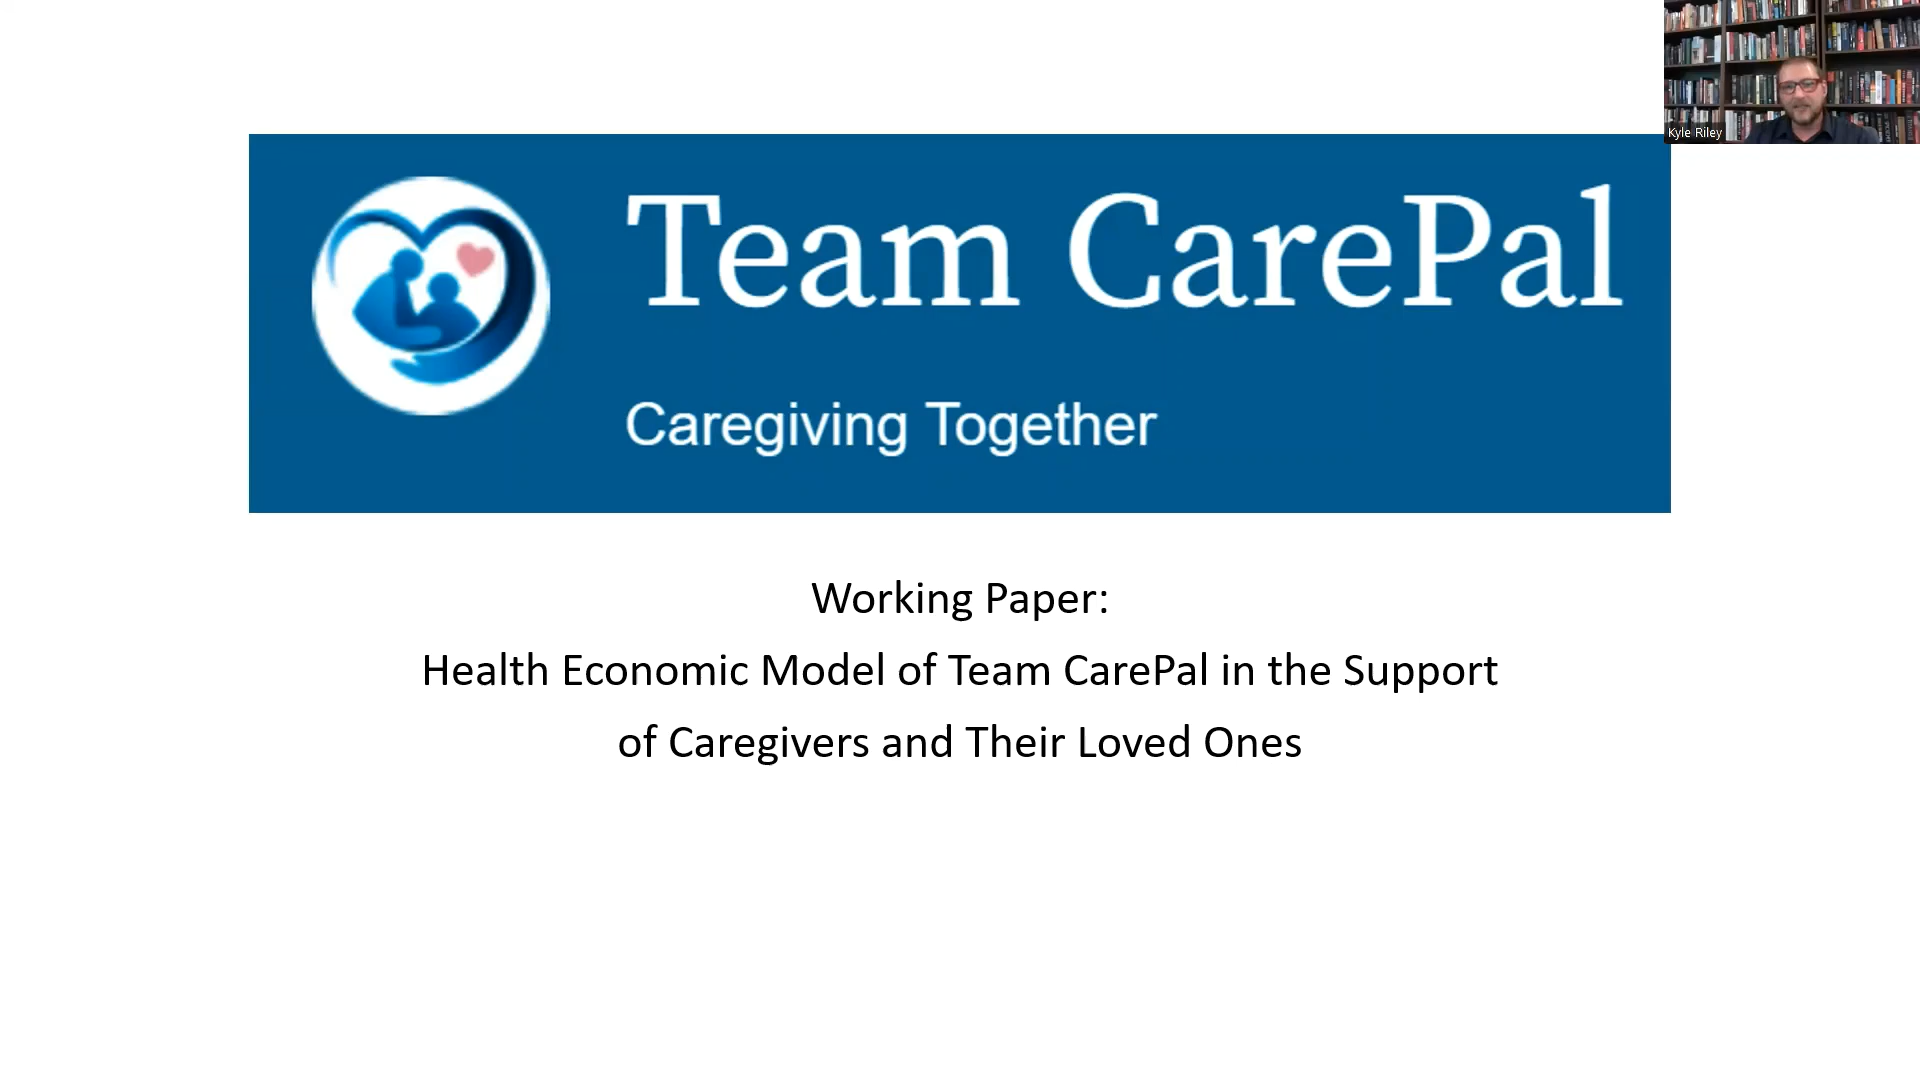 Kyle Riley
Team CarePal
Caregiving Together
Working Paper:
Health Economic Model of Team CarePal in the Support
of Caregivers and Their Loved Ones